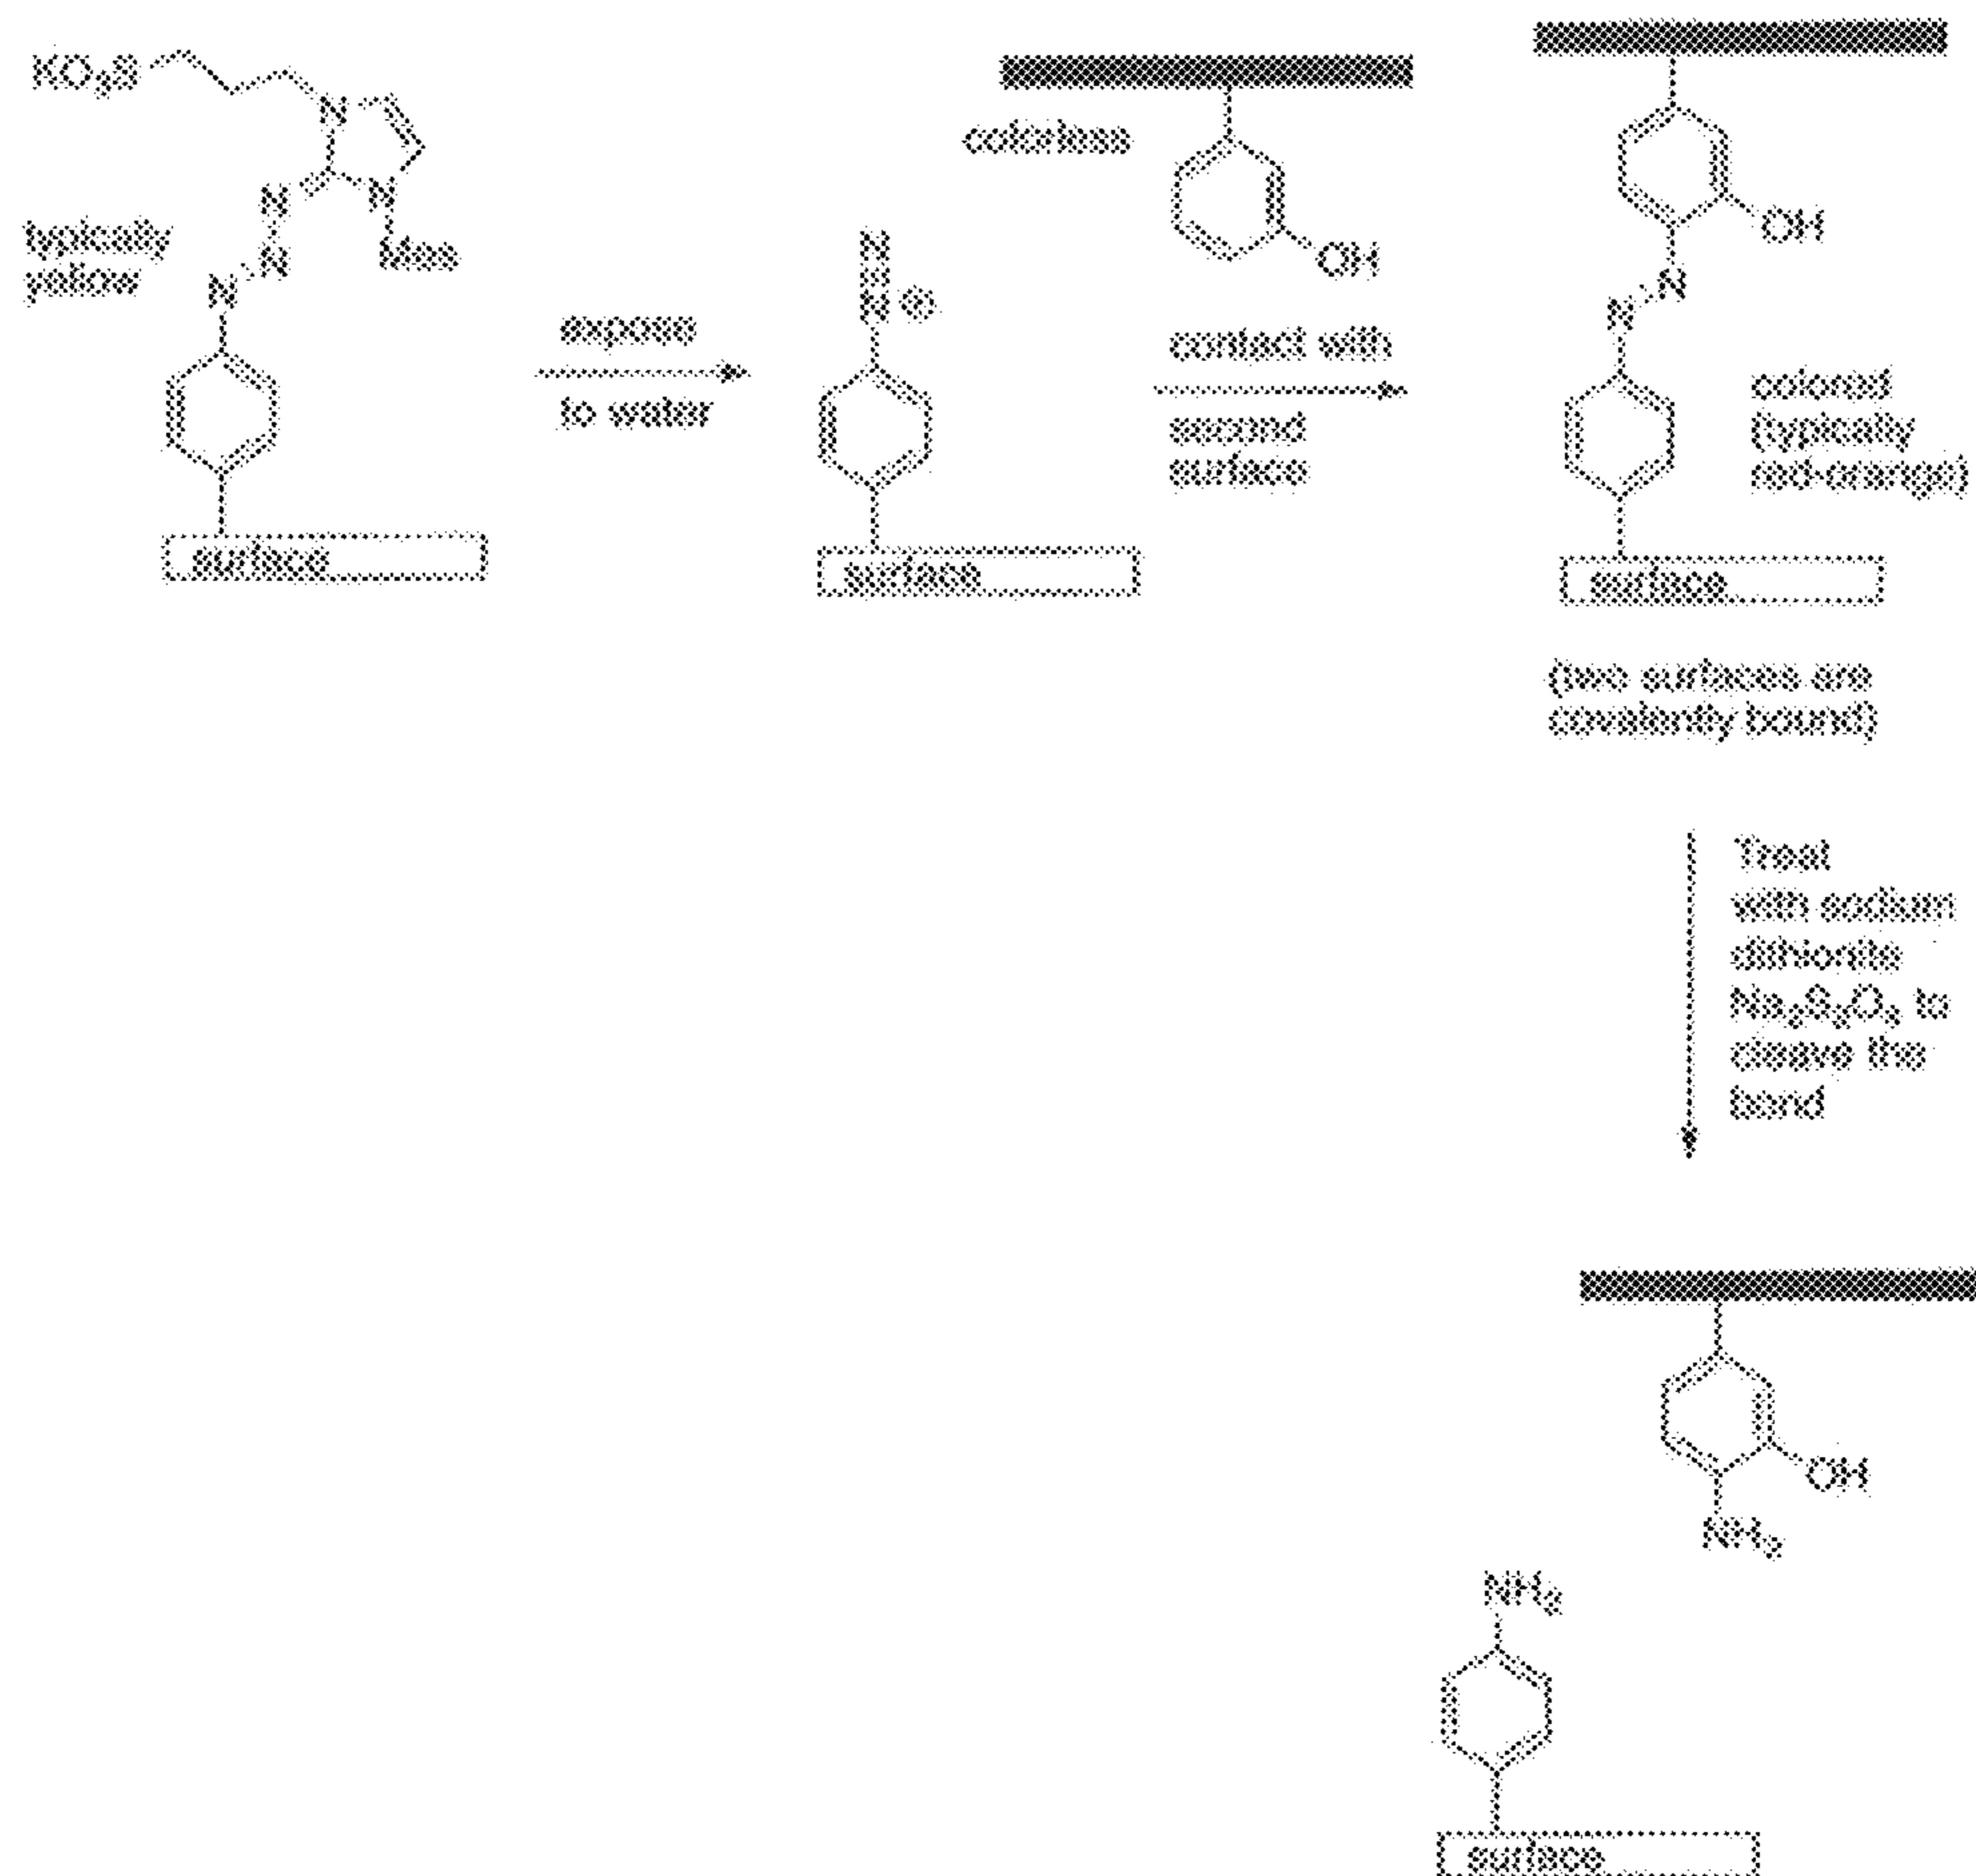 KO₃S
N
N
N
N
N
Mes
typically
yellow
surface
expose
to water
colorless
N
N ⊕
surface
OH
contact with
second
surface
OH
N
N
colored
(typically
red-orange)
surface
(two surfaces are
covalently bound)
Treat
with sodium
dithionite
Na₂S₂O₄ to
cleave the
bond
OH
NH₂
NH₂
surface